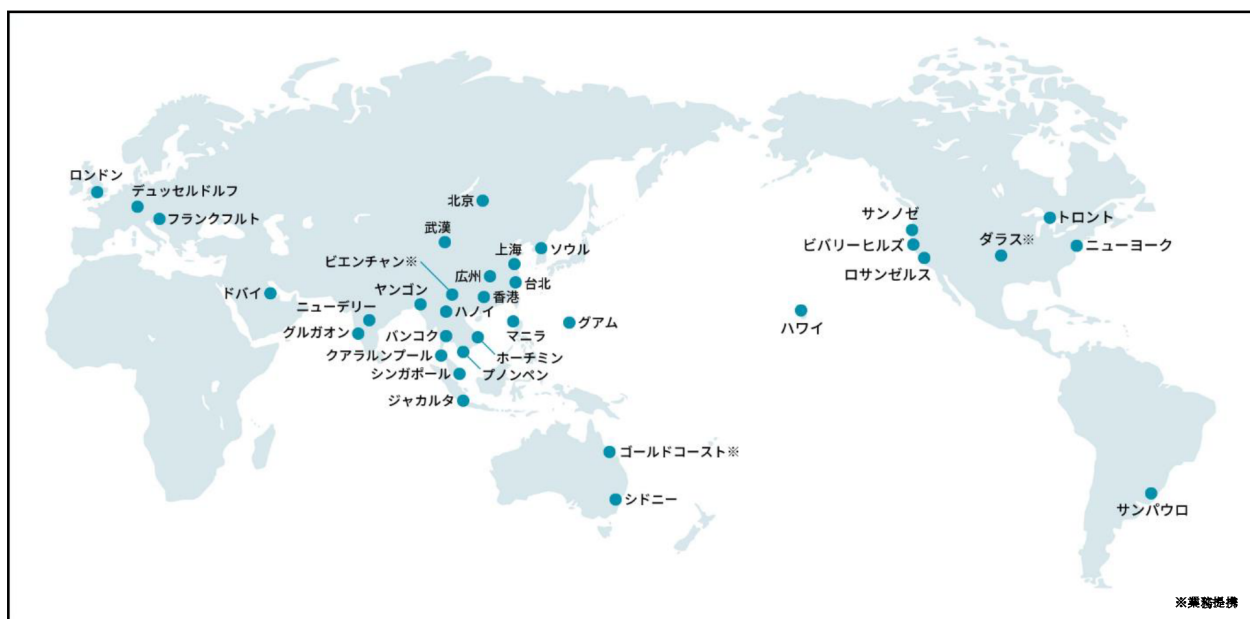 ロンドン
デュッセルドルフ
フランクフルト
北京
武漢
上海
ソウル
ビエンチャン※
広州
台北
ヤンゴン
香港
ドバイ
ニューデリー
ハノイ
グルガオン
バンコク
マニラ
グアム
クアラルンプール
ホーチミン
シンガポール
プノンペン
ジャカルタ
ゴールドコースト※
シドニー
サンノゼ
トロント
ビバリーヒルズ
ダラス※
ニューヨーク
ロサンゼルス
ハワイ
サンパウロ
※業務提携